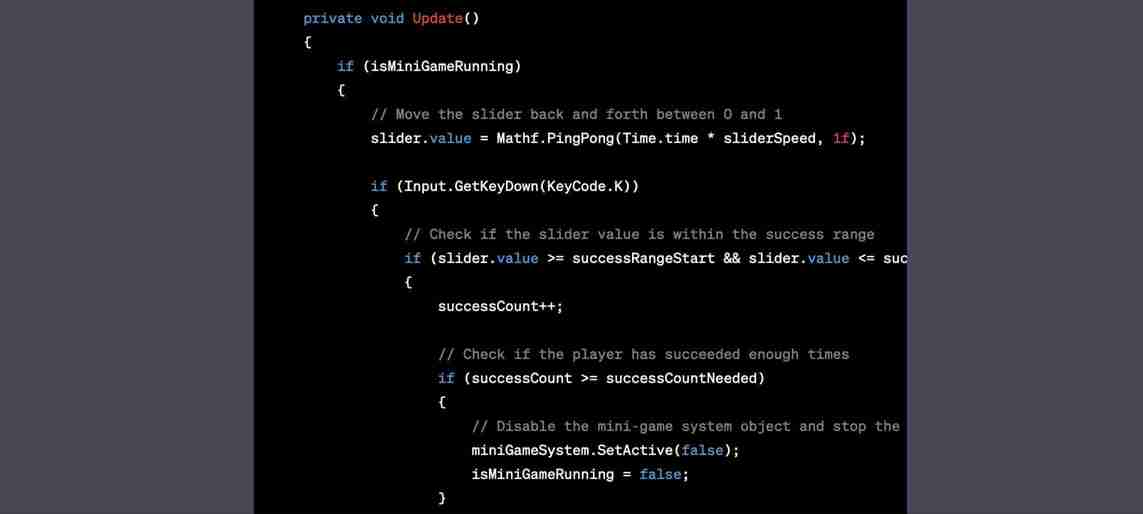 private void Update()
{
if (isMiniGameRunning)
{
// Move the slider back and forth between 0 and 1
slider.value = Mathf.PingPong(Time.time * sliderSpeed, 1f);
if (Input.GetKeyDown(KeyCode.K))
{
// Check if the slider value is within the success range
if (slider.value >= successRangeStart && slider.value <= suc
{
successCount++;
// Check if the player has succeeded enough times
if (successCount >= successCountNeeded)
{
// Disable the mini-game system object and stop the
miniGameSystem.SetActive(false);
isMiniGameRunning = false;
}